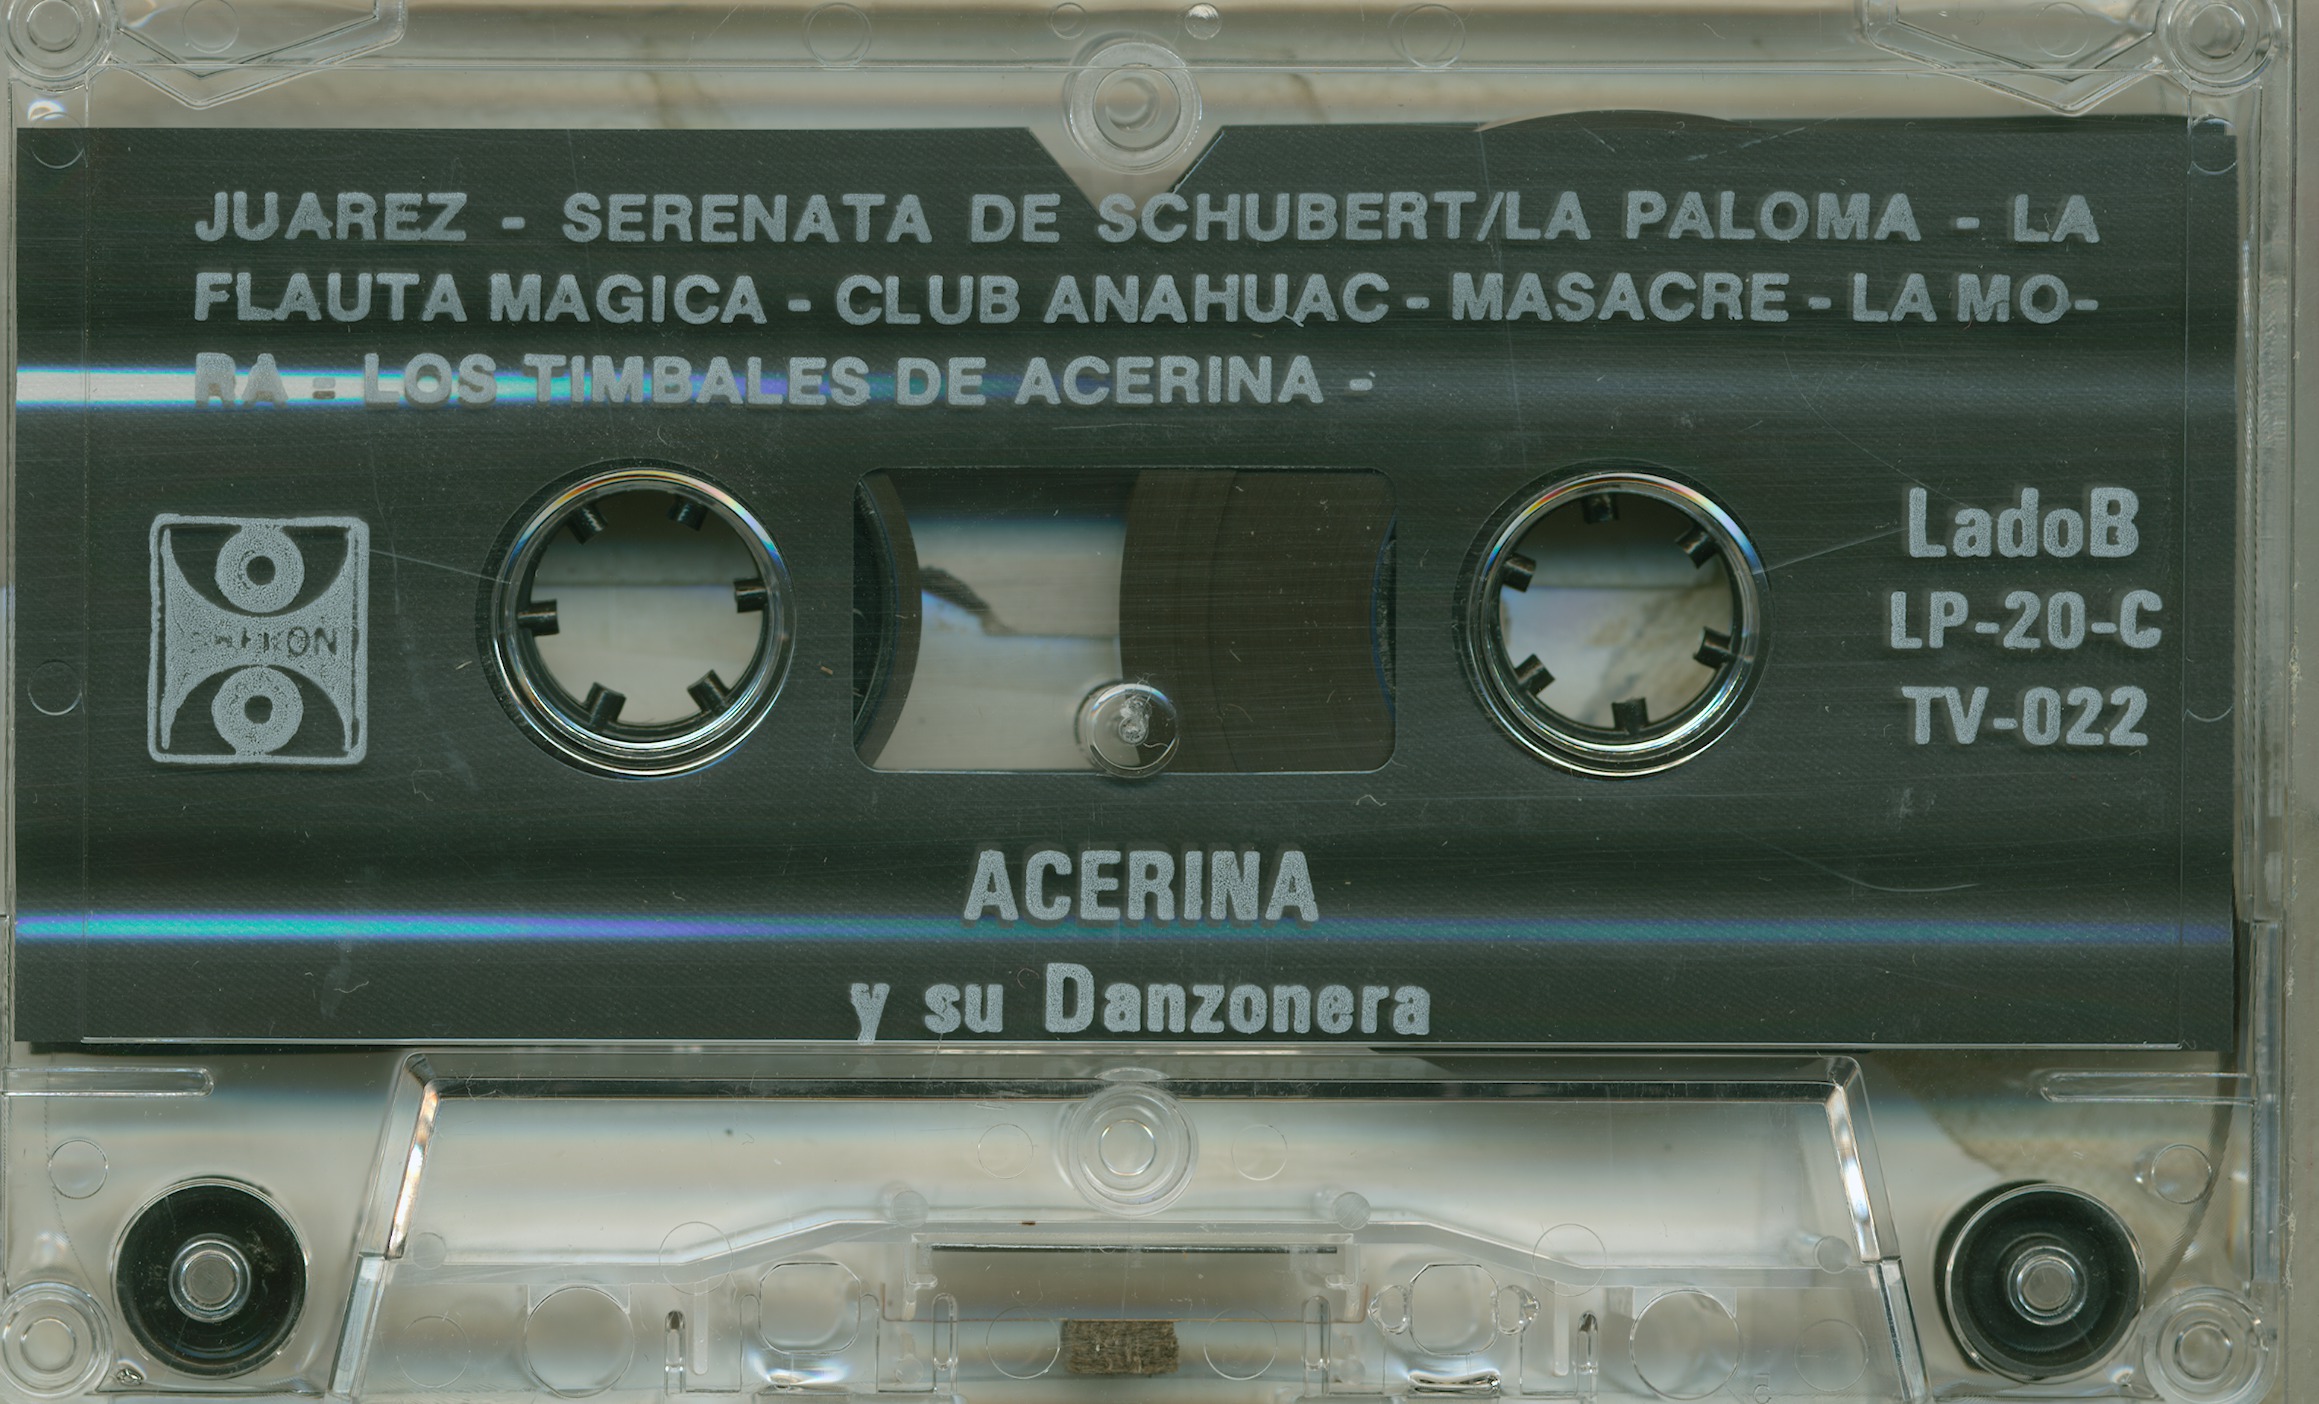 JUAREZ - SERENATA DE SCHUBERT/LA PALOMA - LA
FLAUTA MAGICA - CLUB ANAHUAC - MASACRE - LA MO-
RA - LOS TIMBALES DE ACERINA -
LadoB
LP-20-C
TV-022
ACERINA
y su Danzonera